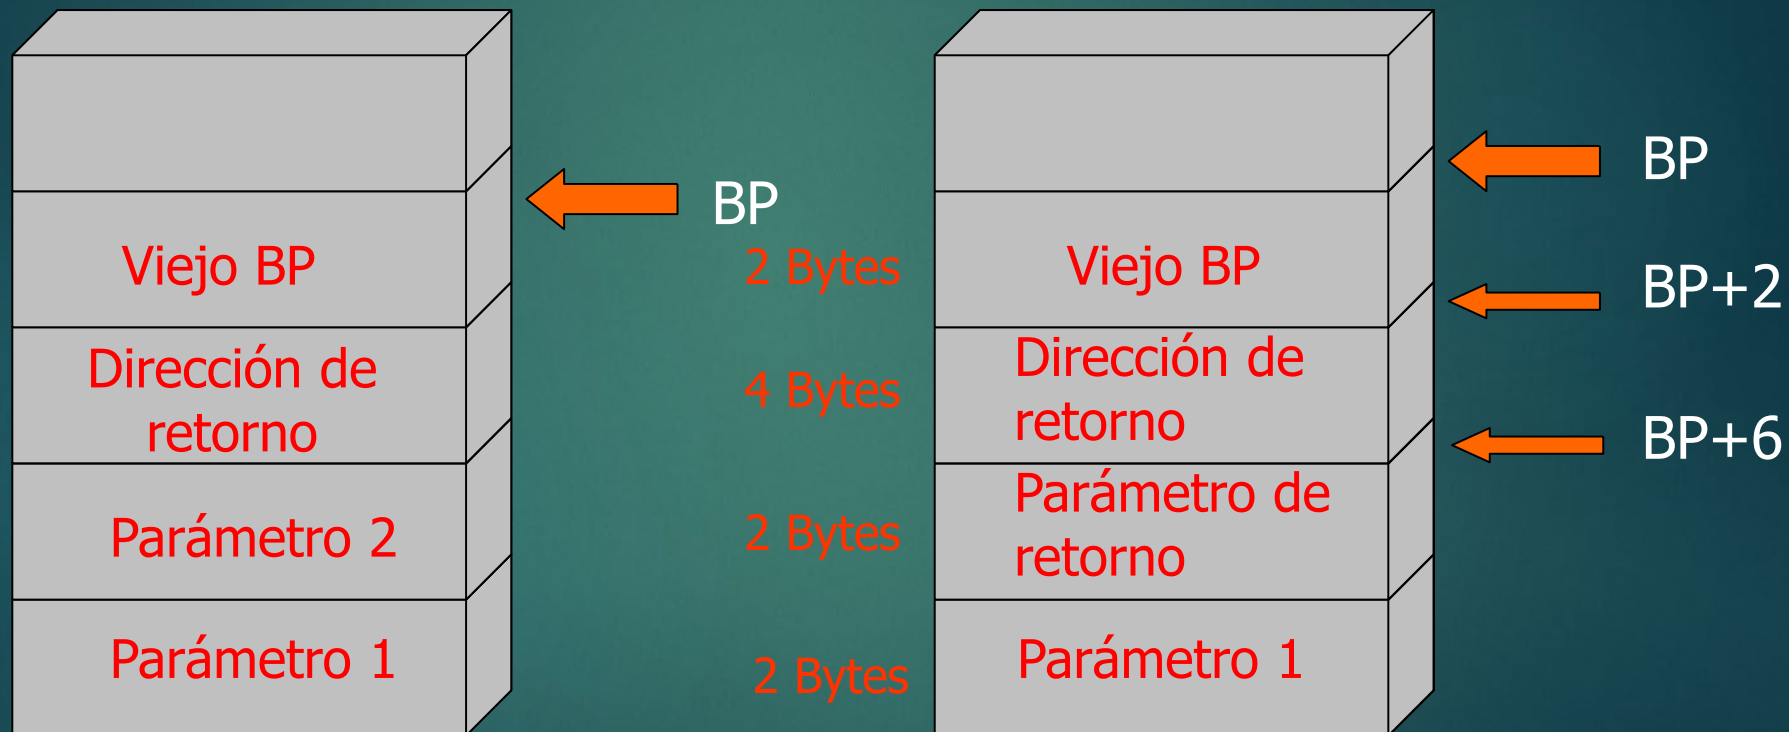 Viejo BP
Dirección de
retorno
Parámetro 2
Parámetro 1
BP
2 Bytes
4 Bytes
2 Bytes
2 Bytes
Viejo BP
Dirección de
retorno
Parámetro de
retorno
Parámetro 1
BP
BP+2
BP+6